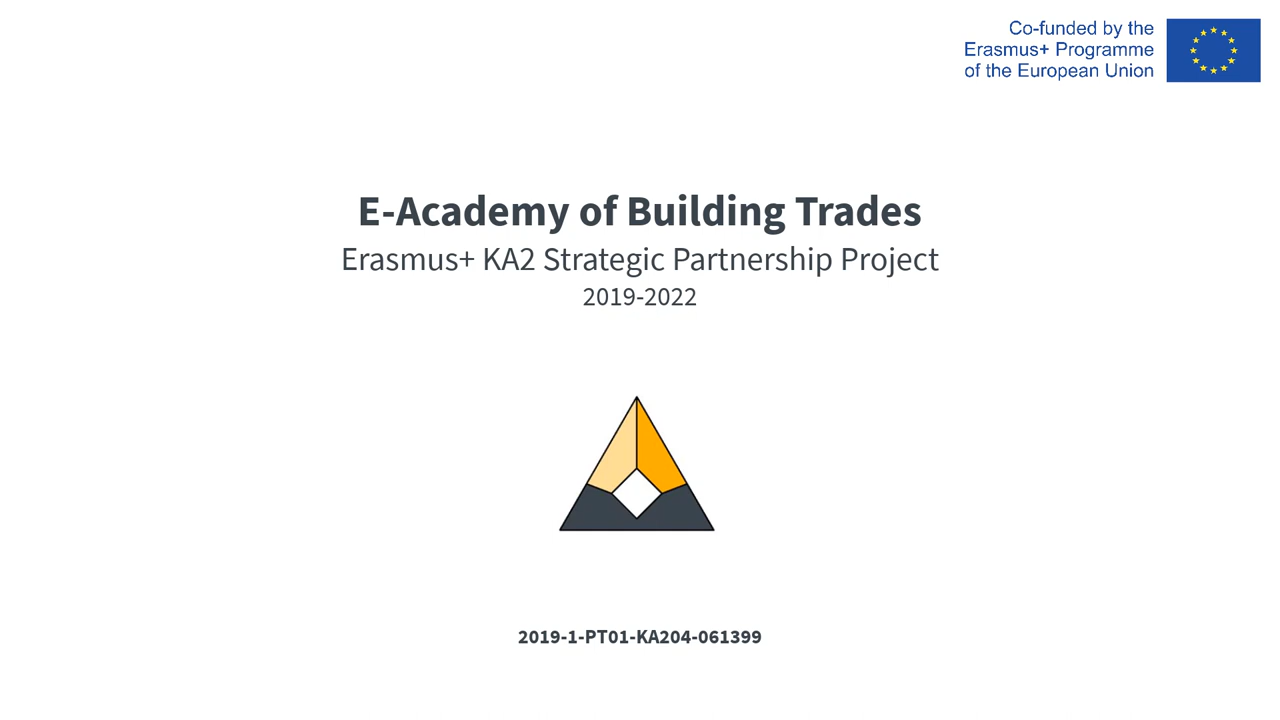 Co-funded by the
Erasmus+ Programme
of the European Union
E-Academy of Building Trades
Erasmus+ KA2 Strategic Partnership Project
2019-2022
2019-1-PT01-KA204-061399